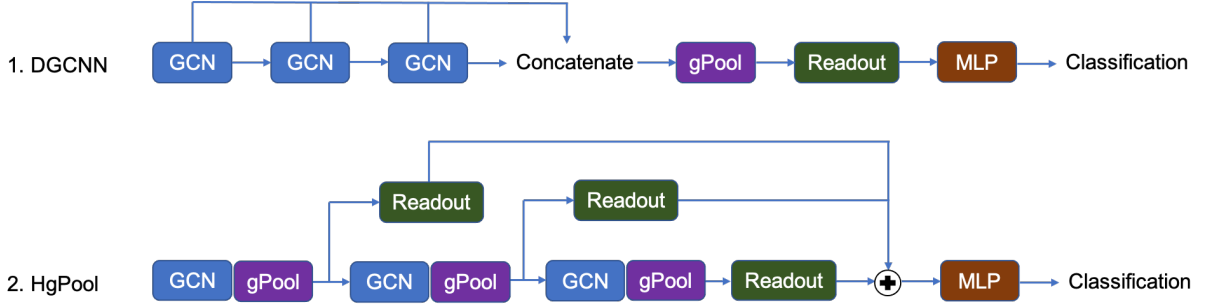 1. DGCNN GCN GCN GCN Concatenate gPool Readout MLP Classification
Readout Readout
2. HgPool GCN gPool GCN gPool GCN gPool Readout MLP Classification